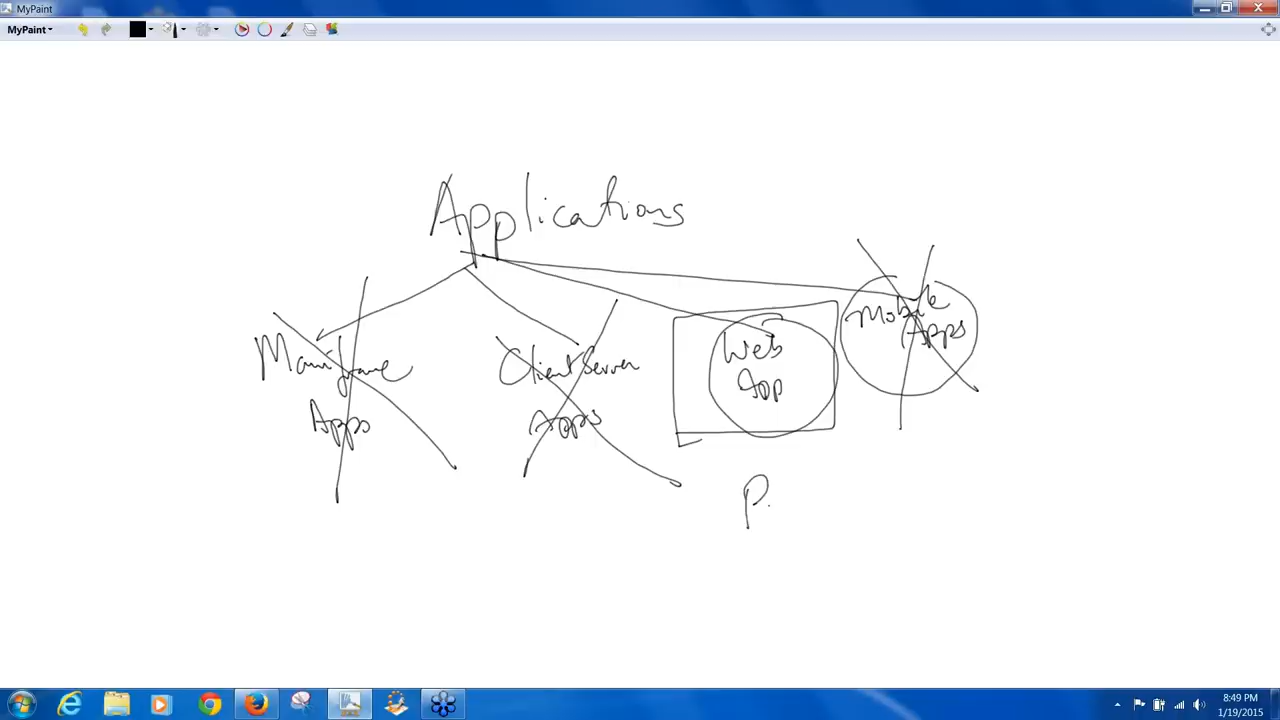 MyPaint
MyPaint
Applications
Mainframe
Apps
Client Server
Apps
Web
App
Mobile
Apps
P.
8:49 PM
1/19/2015